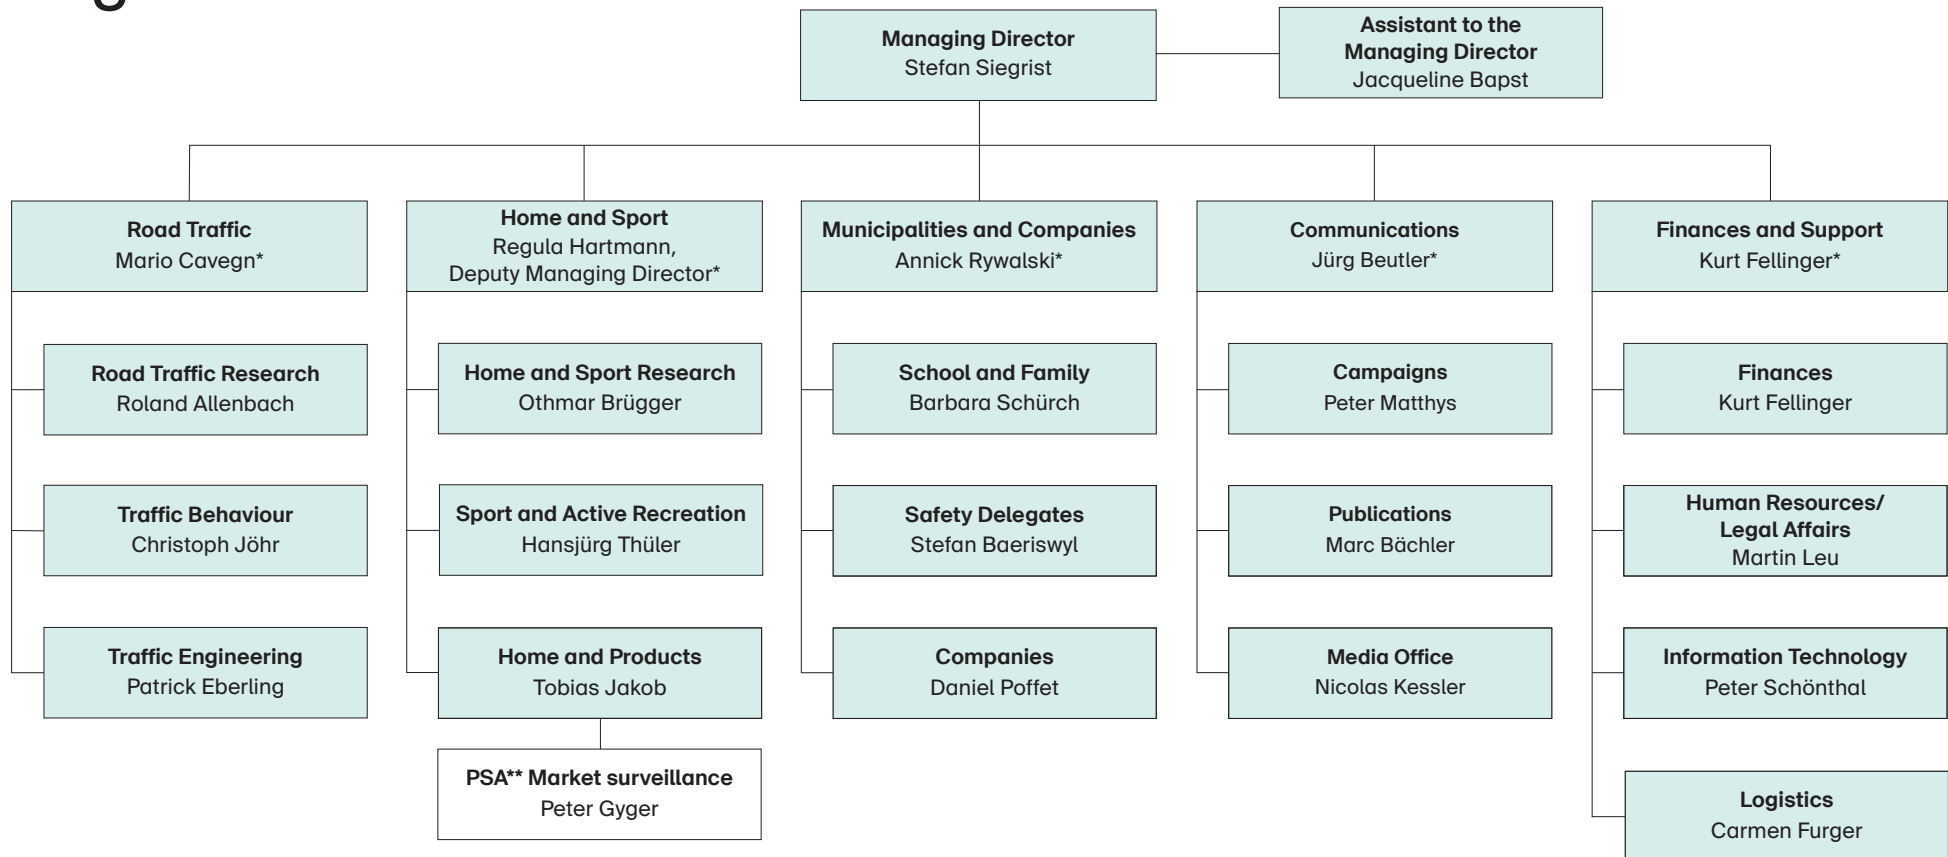 Managing Director
Stefan Siegrist
Assistant to the
Managing Director
Jacqueline Bapst
Road Traffic
Mario Cavegn*
Home and Sport
Regula Hartmann,
Deputy Managing Director*
Municipalities and Companies
Annick Rywalski*
Communications
Jürg Beutler*
Finances and Support
Kurt Fellinger*
Road Traffic Research
Roland Allenbach
Home and Sport Research
Othmar Brügger
School and Family
Barbara Schürch
Campaigns
Peter Matthys
Finances
Kurt Fellinger
Traffic Behaviour
Christoph Jöhr
Sport and Active Recreation
Hansjürg Thüler
Safety Delegates
Stefan Baeriswyl
Publications
Marc Bächler
Human Resources/
Legal Affairs
Martin Leu
Traffic Engineering
Patrick Eberling
Home and Products
Tobias Jakob
Companies
Daniel Poffet
Media Office
Nicolas Kessler
Information Technology
Peter Schönthal
PSA** Market surveillance
Peter Gyger
Logistics
Carmen Furger